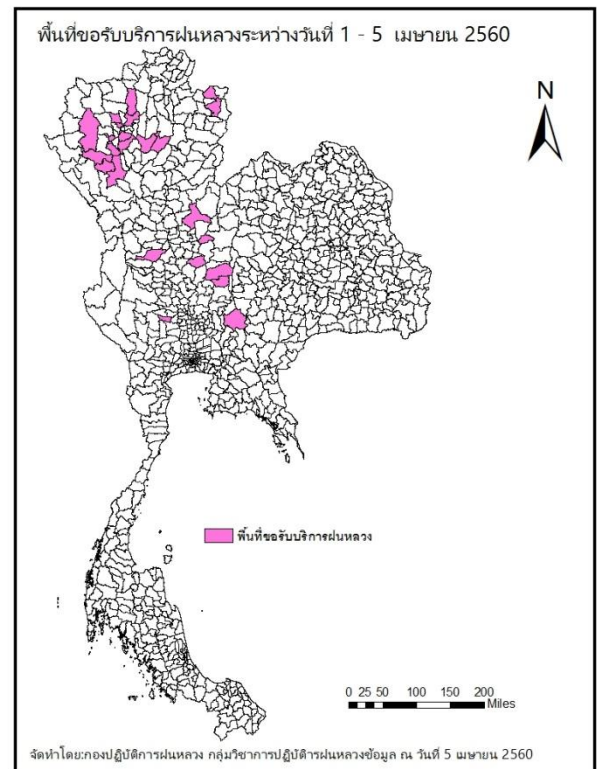 พื้นที่ขอรับบริการฝนหลวงระหว่างวันที่ 1 - 5 เมษายน 2560
N
พื้นที่ขอรับบริการฝนหลวง
0 25 50 100 150 200
Miles
จัดทำโดย:กองปฏิบัติการฝนหลวง กลุ่มวิชาการปฏิบัติารฝนหลวงข้อมูล ณ วันที่ 5 เมษายน 2560